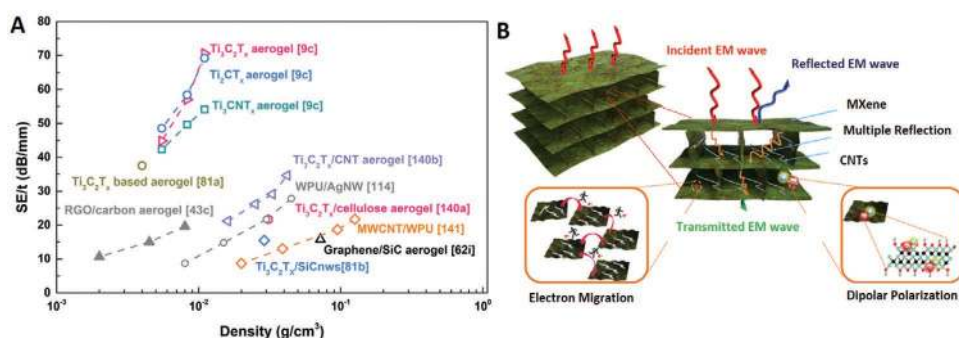 A
80
70
60
50
40
30
20
10
0
SE/t (dB/mm)
Ti₃C₂Tₓ aerogel [9c]
Ti₂CTₓ aerogel [9c]
Ti₃CNTₓ aerogel [9c]
Ti₃C₂Tₓ/CNT aerogel [140b]
Ti₃C₂Tₓ based aerogel [81a]
WPU/AgNW [114]
RGO/carbon aerogel [43c]
Ti₃C₂Tₓ/cellulose aerogel [140a]
MWCNT/WPU [141]
Graphene/SiC aerogel [62i]
Ti₃C₂Tₓ/SiCnws[81b]
10⁻³ 10⁻² 10⁻¹ 10⁰
Density (g/cm³)
B
Incident EM wave
Reflected EM wave
MXene
Multiple Reflection
CNTs
Transmitted EM wave
Electron Migration
Dipolar Polarization